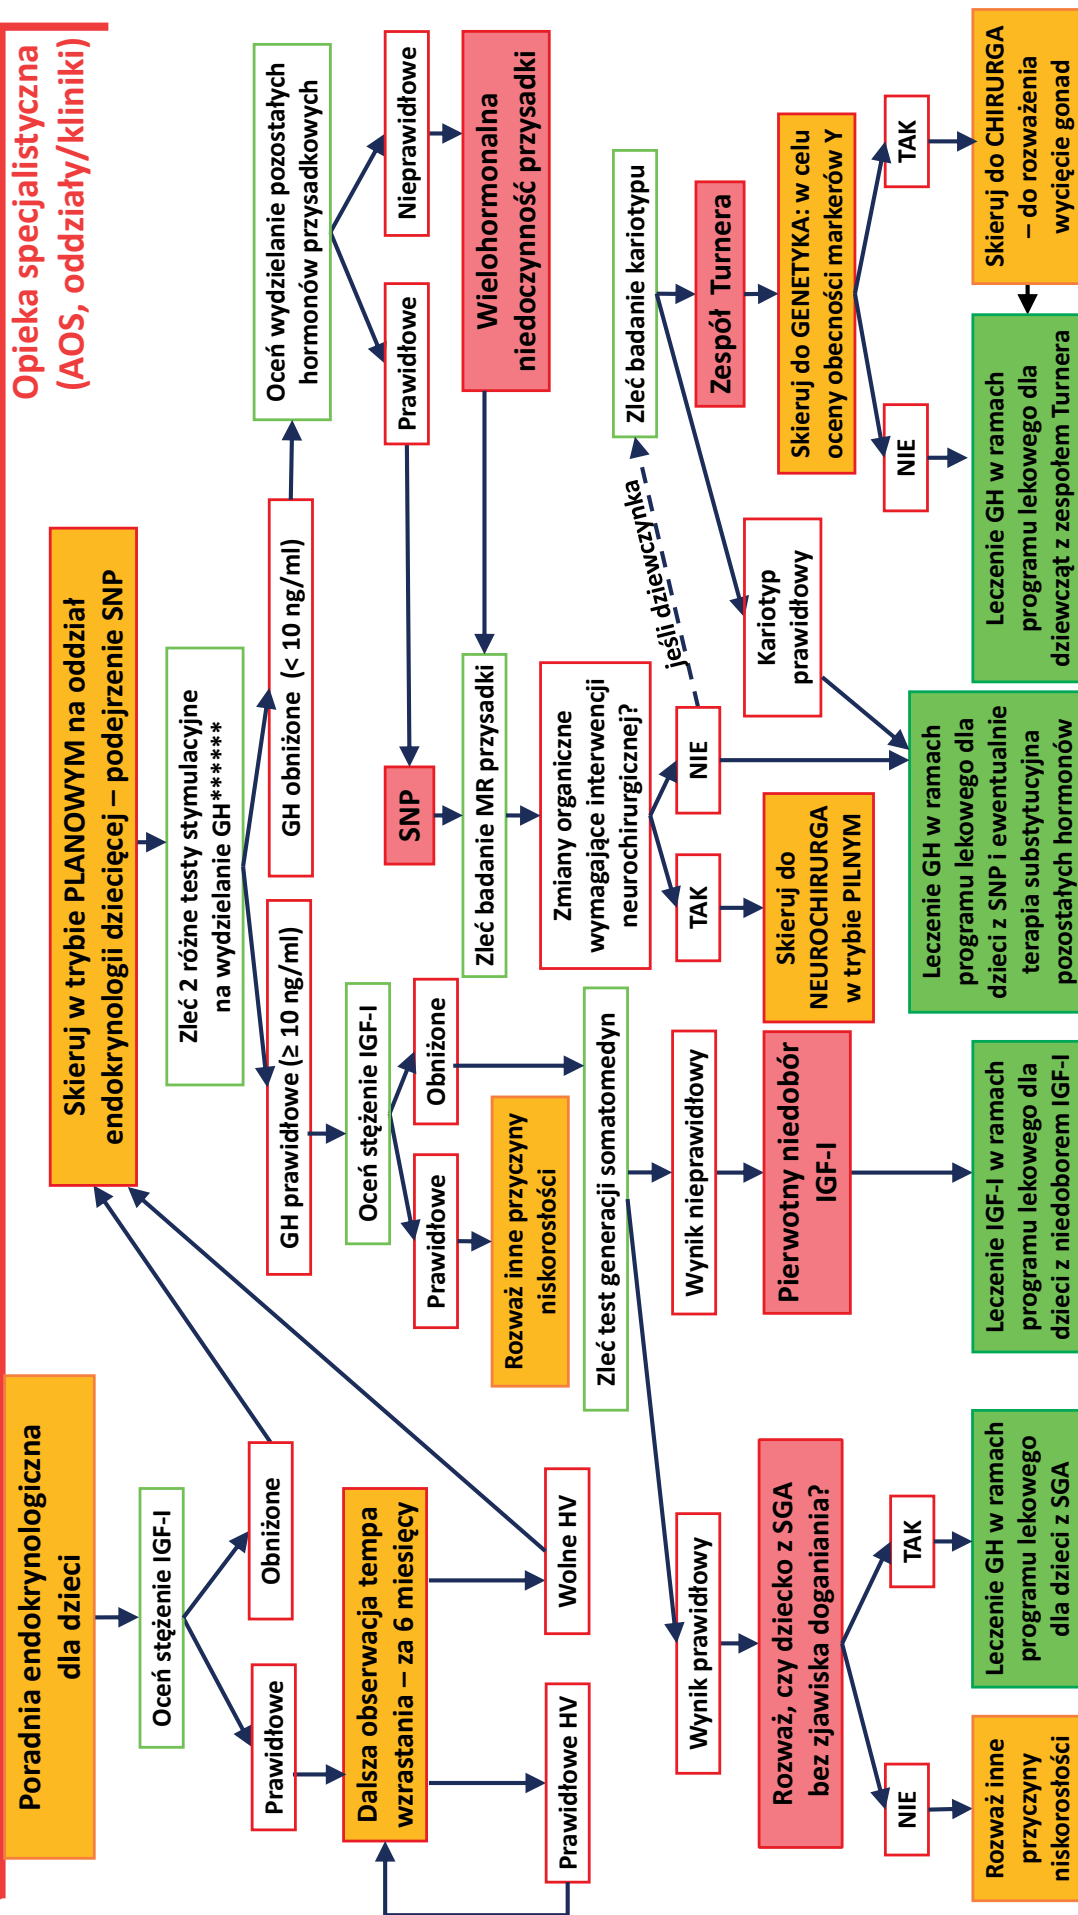 Opieka specjalistyczna
(AOS, oddziały/kliniki)
Poradnia endokrynologiczna
dla dzieci
Oceń stężenie IGF-I
Prawidłowe
Obniżone
Dalsza obserwacja tempa
wzrastania – za 6 miesięcy
Prawidłowe HV
Wolne HV
Skieruj w trybie PLANOWYM na oddział
endokrynologii dziecięcej – podejrzenie SNP
Zleć 2 różne testy stymulacyjne
na wydzielanie GH*******
GH prawidłowe (≥ 10 ng/ml)
GH obniżone (< 10 ng/ml)
Oceń stężenie IGF-I
Prawidłowe
Obniżone
Rozważ inne przyczyny
niskorosłości
Zleć test generacji somatomedyn
Wynik prawidłowy
Wynik nieprawidłowy
Rozważ, czy dziecko z SGA
bez zjawiska doganiania?
NIE
TAK
Rozważ inne
przyczyny
niskorosłości
Leczenie GH w ramach
programu lekowego
dla dzieci z SGA
Pierwotny niedobór
IGF-I
Leczenie IGF-I w ramach
programu lekowego dla
dzieci z niedoborem IGF-I
Oceń wydzielanie pozostałych
hormonów przysadkowych
Prawidłowe
Nieprawidłowe
SNP
Wielohormonalna
niedoczynność przysadki
Zleć badanie MR przysadki
Zmiany organiczne
wymagające interwencji
neurochirurgicznej?
TAK
NIE
Skieruj do
NEUROCHIRURGA
w trybie PILNYM
jeśli dziewczynka
Zleć badanie kariotypu
Kariotyp
prawidłowy
Leczenie GH w ramach
programu lekowego dla
dzieci z SNP i ewentualnie
terapia substytucyjna
pozostałych hormonów
Zespół Turnera
Skieruj do GENETYKA: w celu
oceny obecności markerów Y
NIE
TAK
Leczenie GH w ramach
programu lekowego dla
dziewcząt z zespołem Turnera
Skieruj do CHIRURGA
– do rozważenia
wycięcie gonad